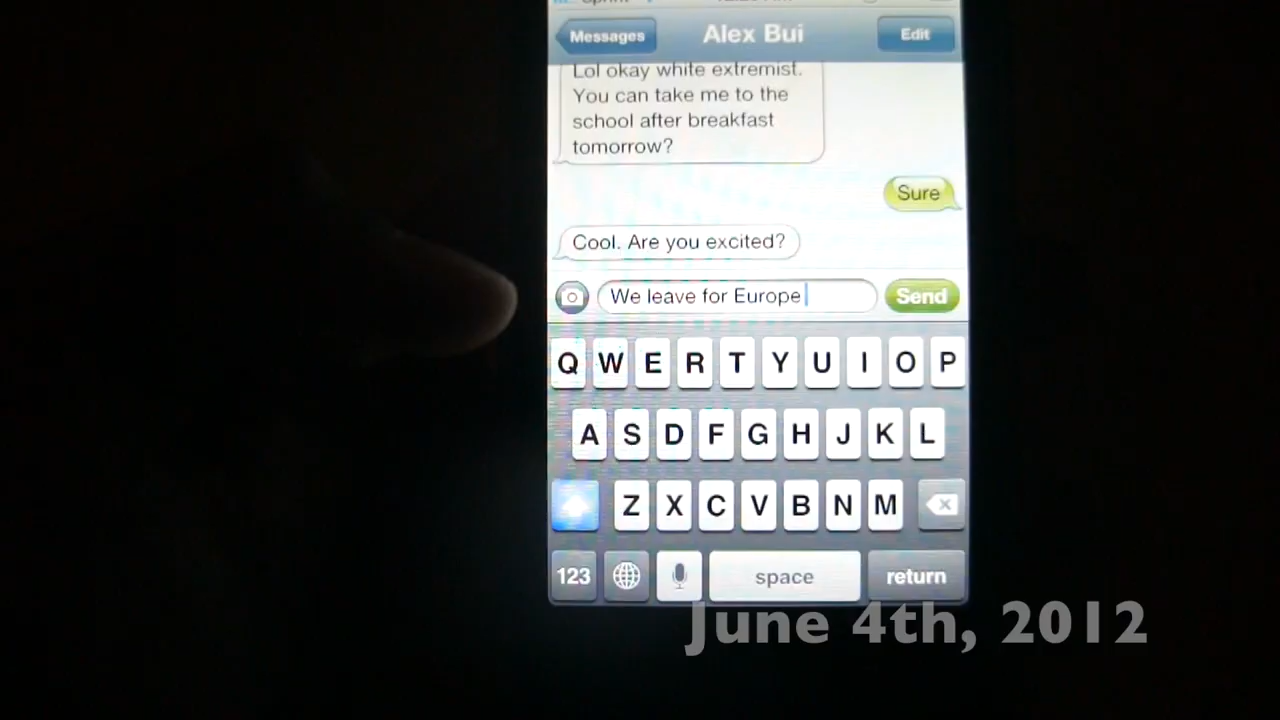 Messages
Alex Bui
Edit
Lol okay white extremist.
You can take me to the
school after breakfast
tomorrow?
Sure
Cool. Are you excited?
We leave for Europe
Send
Q W E R T Y U I O P
A S D F G H J K L
Z X C V B N M
123
space
return
June 4th, 2012